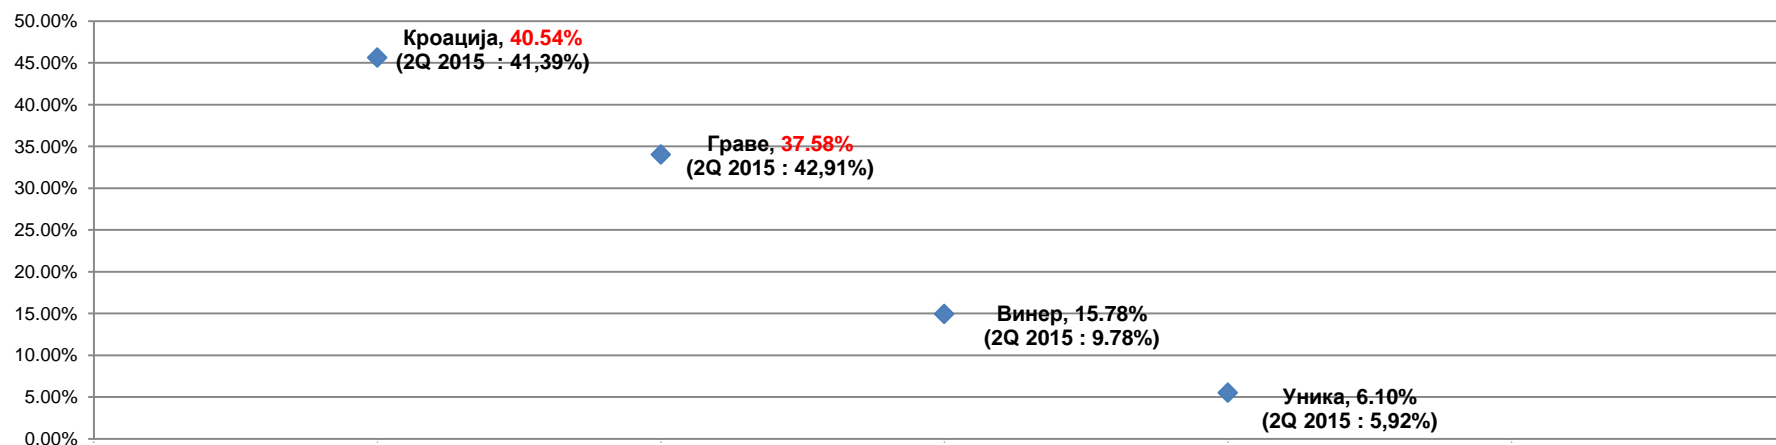 50.00%
Кроација, 40.54%
(2Q 2015  : 41,39%)
45.00%
40.00%
35.00%
Граве, 37.58%
(2Q 2015 : 42,91%)
30.00%
25.00%
20.00%
15.00%
Винер, 15.78%
(2Q 2015 : 9.78%)
10.00%
5.00%
Уника, 6.10%
(2Q 2015 : 5,92%)
0.00%